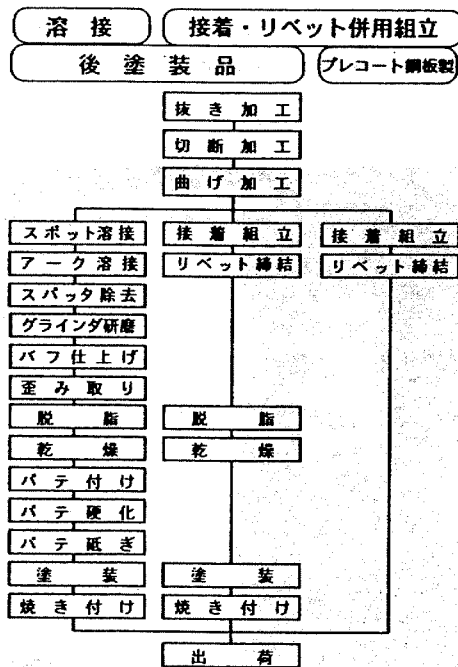 溶接 接着・リベット併用組立
後塗装品 プレコート鋼板製
抜き加工
切断加工
曲げ加工
スポット溶接 接着組立 接着組立
アーク溶接 リベット締結 リベット締結
スパッタ除去
グラインダ研磨
バフ仕上げ
歪み取り
脱脂 脱脂
乾燥 乾燥
パテ付け
パテ硬化
パテ砥ぎ
塗装 塗装
焼き付け 焼き付け
出荷